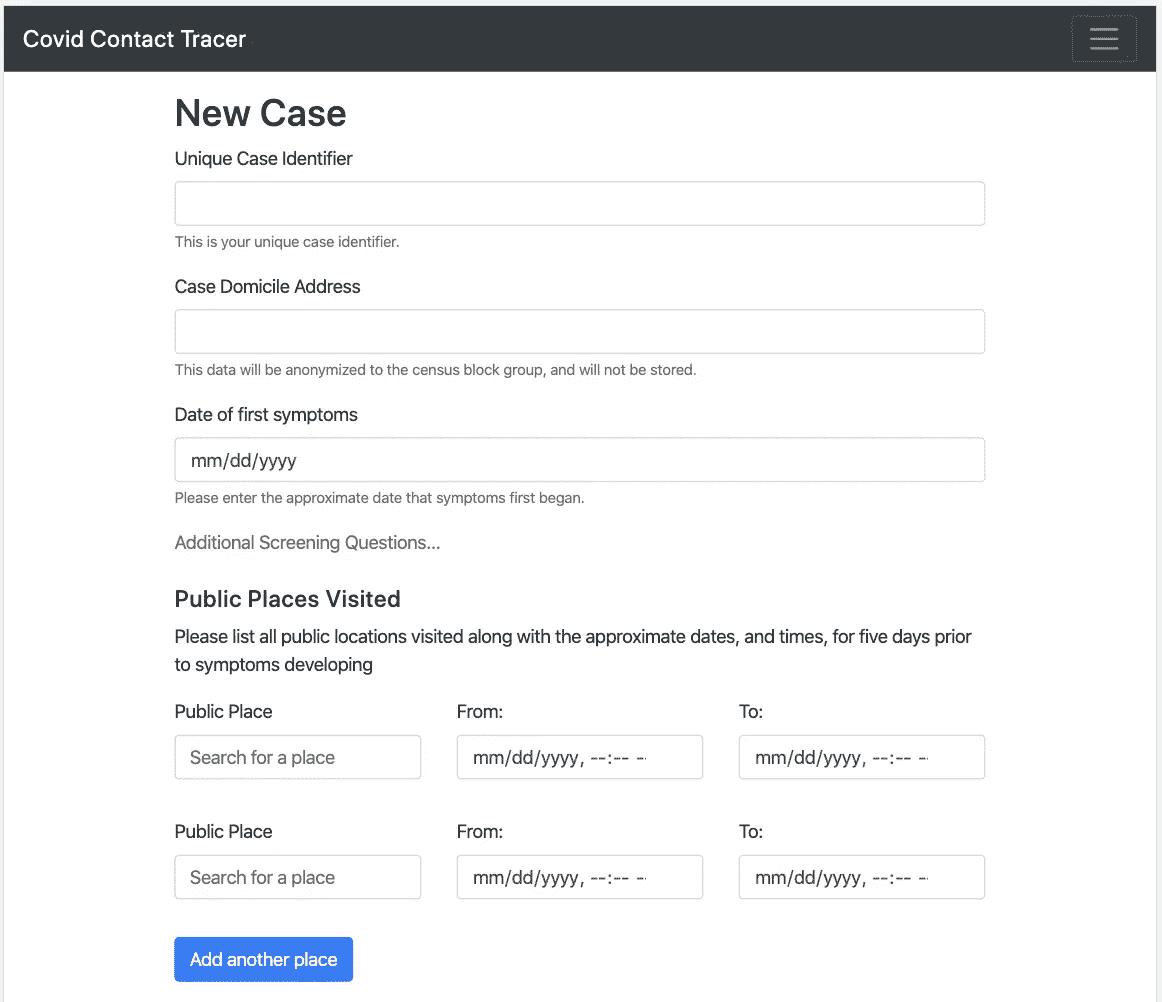 Covid Contact Tracer
New Case
Unique Case Identifier
This is your unique case identifier.
Case Domicile Address
This data will be anonymized to the census block group, and will not be stored.
Date of first symptoms
mm/dd/yyyy
Please enter the approximate date that symptoms first began.
Additional Screening Questions...
Public Places Visited
Please list all public locations visited along with the approximate dates, and times, for five days prior
to symptoms developing
Public Place From: To:
Search for a place mm/dd/yyyy, --:-- -- mm/dd/yyyy, --:-- --
Public Place From: To:
Search for a place mm/dd/yyyy, --:-- -- mm/dd/yyyy, --:-- --
Add another place